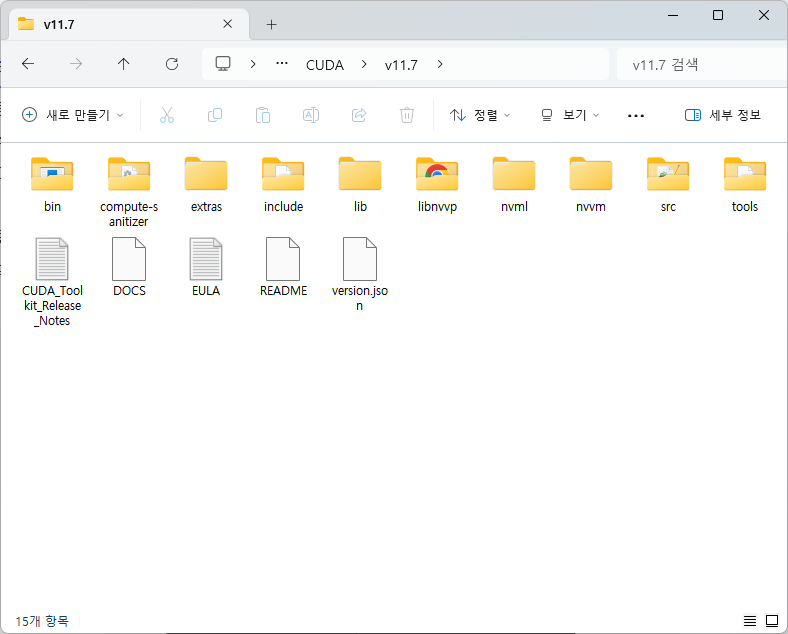 v11.7
CUDA
v11.7
v11.7 검색
새로 만들기
정렬
보기
세부 정보
bin
compute-s
anitizer
extras
include
lib
libnvvp
nvml
nvvm
src
tools
CUDA_Tool
kit_Release
_Notes
DOCS
EULA
README
version.jso
n
15개 항목